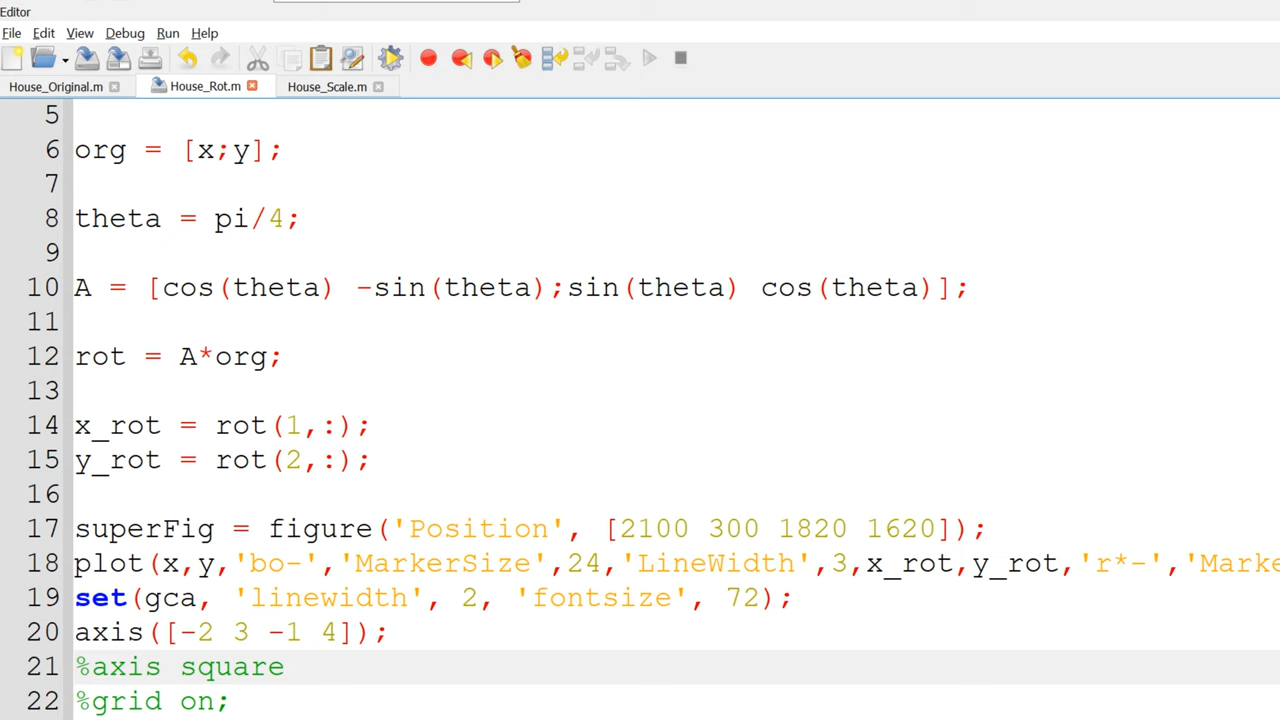 Editor
File Edit View Debug Run Help
House_Original.m House_Rot.m House_Scale.m
5
6 org = [x;y];
7
8 theta = pi/4;
9
10 A = [cos(theta) -sin(theta);sin(theta) cos(theta)];
11
12 rot = A*org;
13
14 x_rot = rot(1,:);
15 y_rot = rot(2,:);
16
17 superFig = figure('Position', [2100 300 1820 1620]);
18 plot(x,y,'bo-','MarkerSize',24,'LineWidth',3,x_rot,y_rot,'r*-','Marke
19 set(gca, 'linewidth', 2, 'fontsize', 72);
20 axis([-2 3 -1 4]);
21 %axis square
22 %grid on;